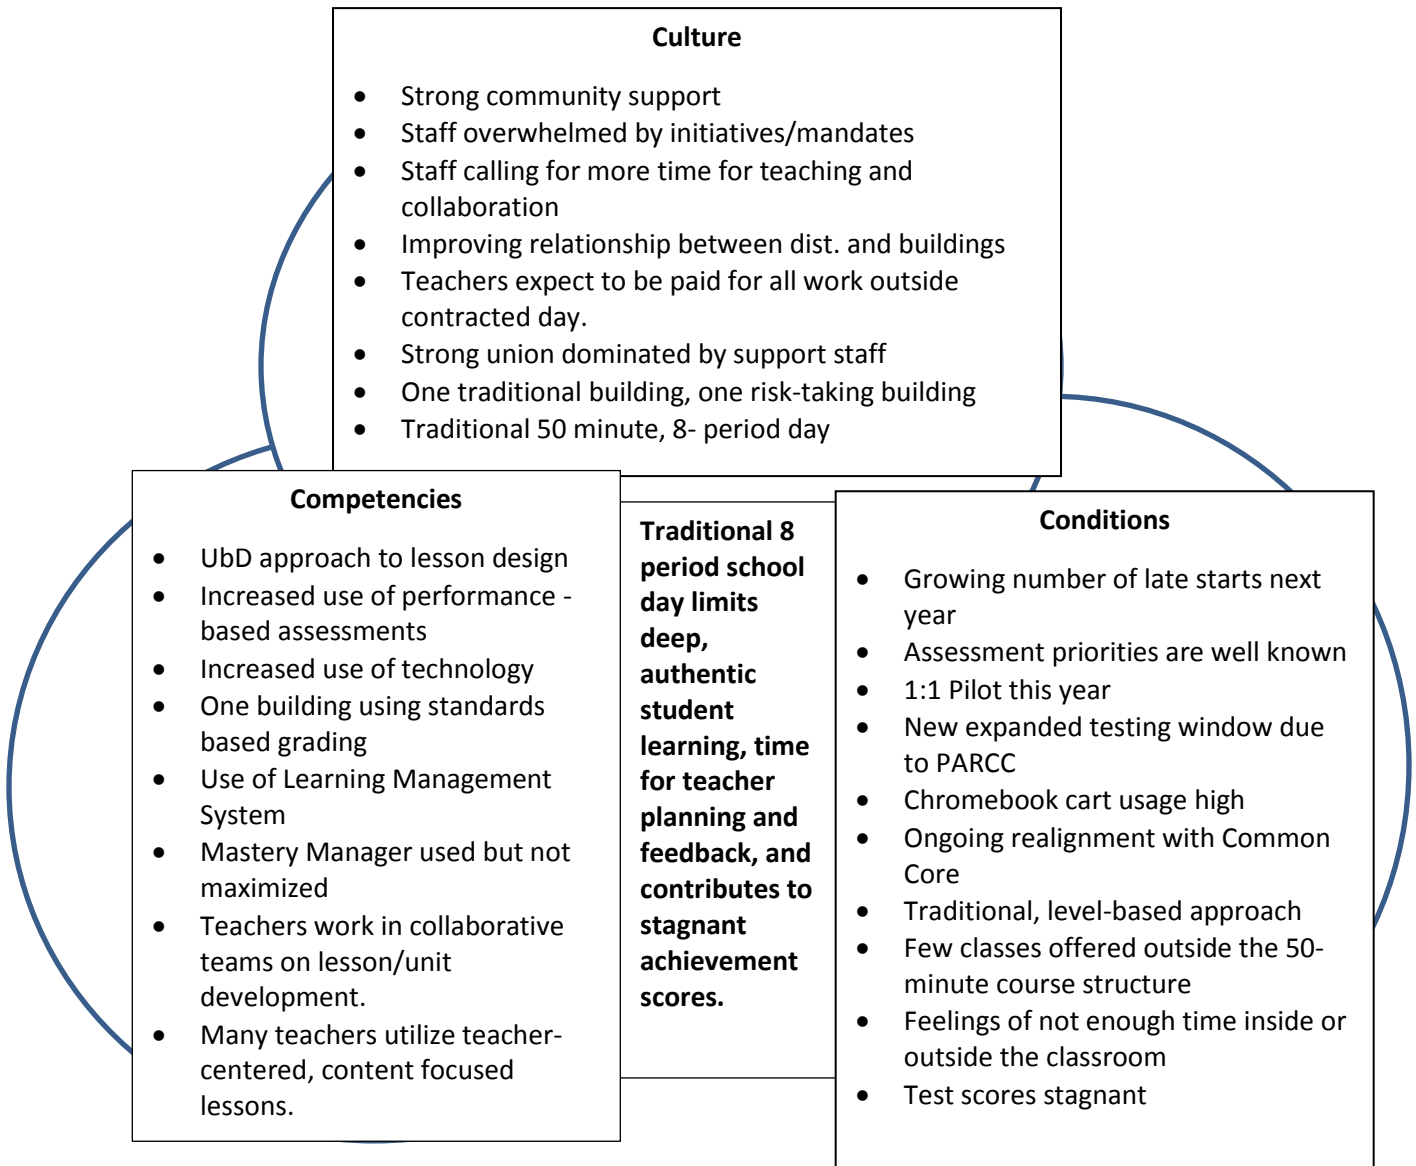 Culture
• Strong community support
• Staff overwhelmed by initiatives/mandates
• Staff calling for more time for teaching and
collaboration
• Improving relationship between dist. and buildings
• Teachers expect to be paid for all work outside
contracted day.
• Strong union dominated by support staff
• One traditional building, one risk-taking building
• Traditional 50 minute, 8- period day
Competencies
• UbD approach to lesson design
• Increased use of performance -
based assessments
• Increased use of technology
• One building using standards
based grading
• Use of Learning Management
System
• Mastery Manager used but not
maximized
• Teachers work in collaborative
teams on lesson/unit
development.
• Many teachers utilize teacher-
centered, content focused
lessons.
Traditional 8
period school
day limits
deep,
authentic
student
learning, time
for teacher
planning and
feedback, and
contributes to
stagnant
achievement
scores.
Conditions
• Growing number of late starts next
year
• Assessment priorities are well known
• 1:1 Pilot this year
• New expanded testing window due
to PARCC
• Chromebook cart usage high
• Ongoing realignment with Common
Core
• Traditional, level-based approach
• Few classes offered outside the 50-
minute course structure
• Feelings of not enough time inside or
outside the classroom
• Test scores stagnant